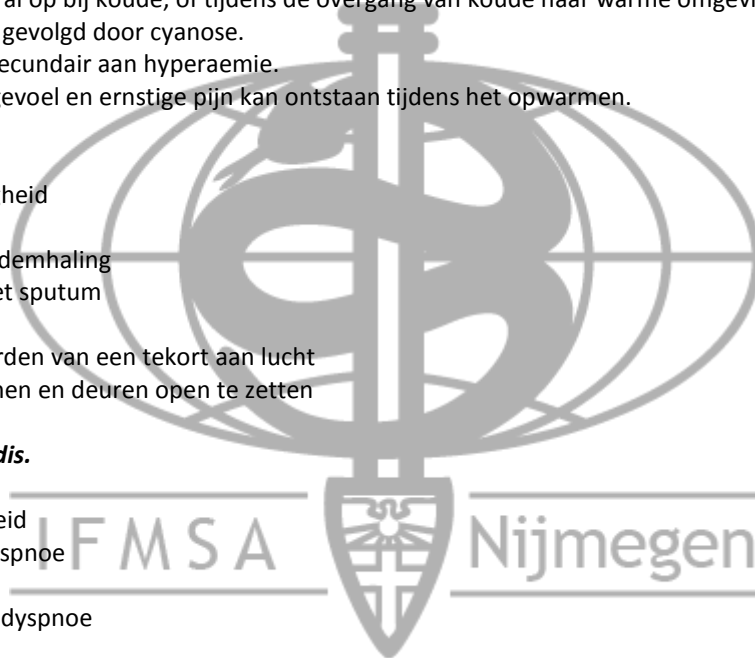 al op bij koude, of tijdens de overgang van koude naar warme
gevolgd door cyanose.
ecundair aan hyperaemie.
evoel en ernstige pijn kan ontstaan tijdens het opwarmen.
heid
demhaling
et sputum
rden van een tekort aan lucht
nen en deuren open te zetten
dis.
eid
spnoe
dyspnoe
IFMSA Nijmegen